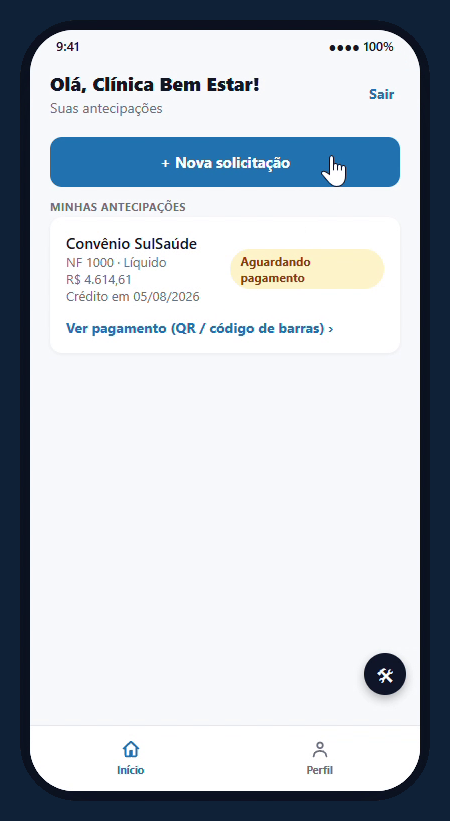 9:41
●●●● 100%
Olá, Clínica Bem Estar!
Suas antecipações
Sair
+ Nova solicitação
MINHAS ANTECIPAÇÕES
Convênio SulSaúde
NF 1000 · Líquido
R$ 4.614,61
Crédito em 05/08/2026
Aguardando
pagamento
Ver pagamento (QR / código de barras) ›
Início
Perfil